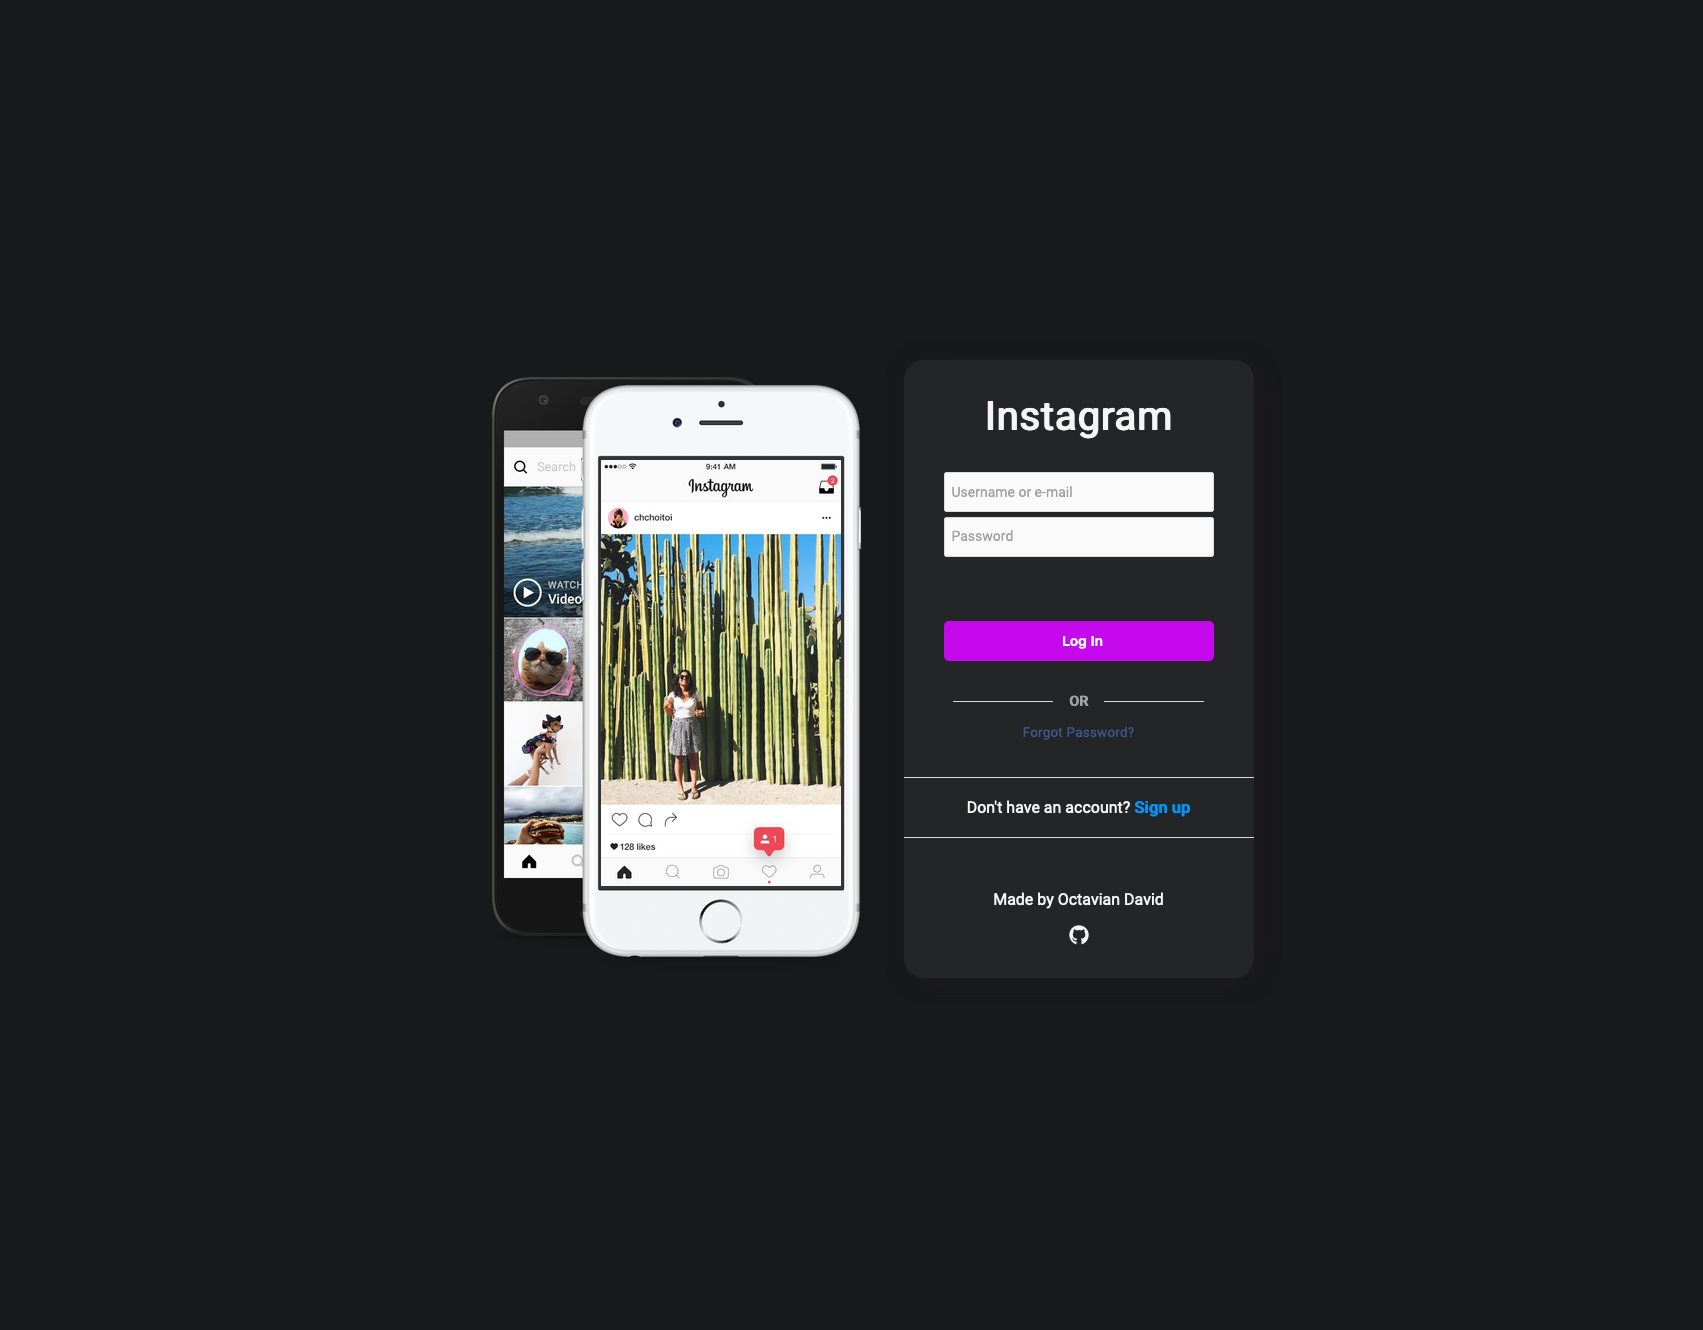 Search
WATCH
Video
9:41 AM
Instagram
2
chchoitoi
128 likes
1
Instagram
Username or e-mail
Password
Log In
OR
Forgot Password?
Don't have an account? Sign up
Made by Octavian David